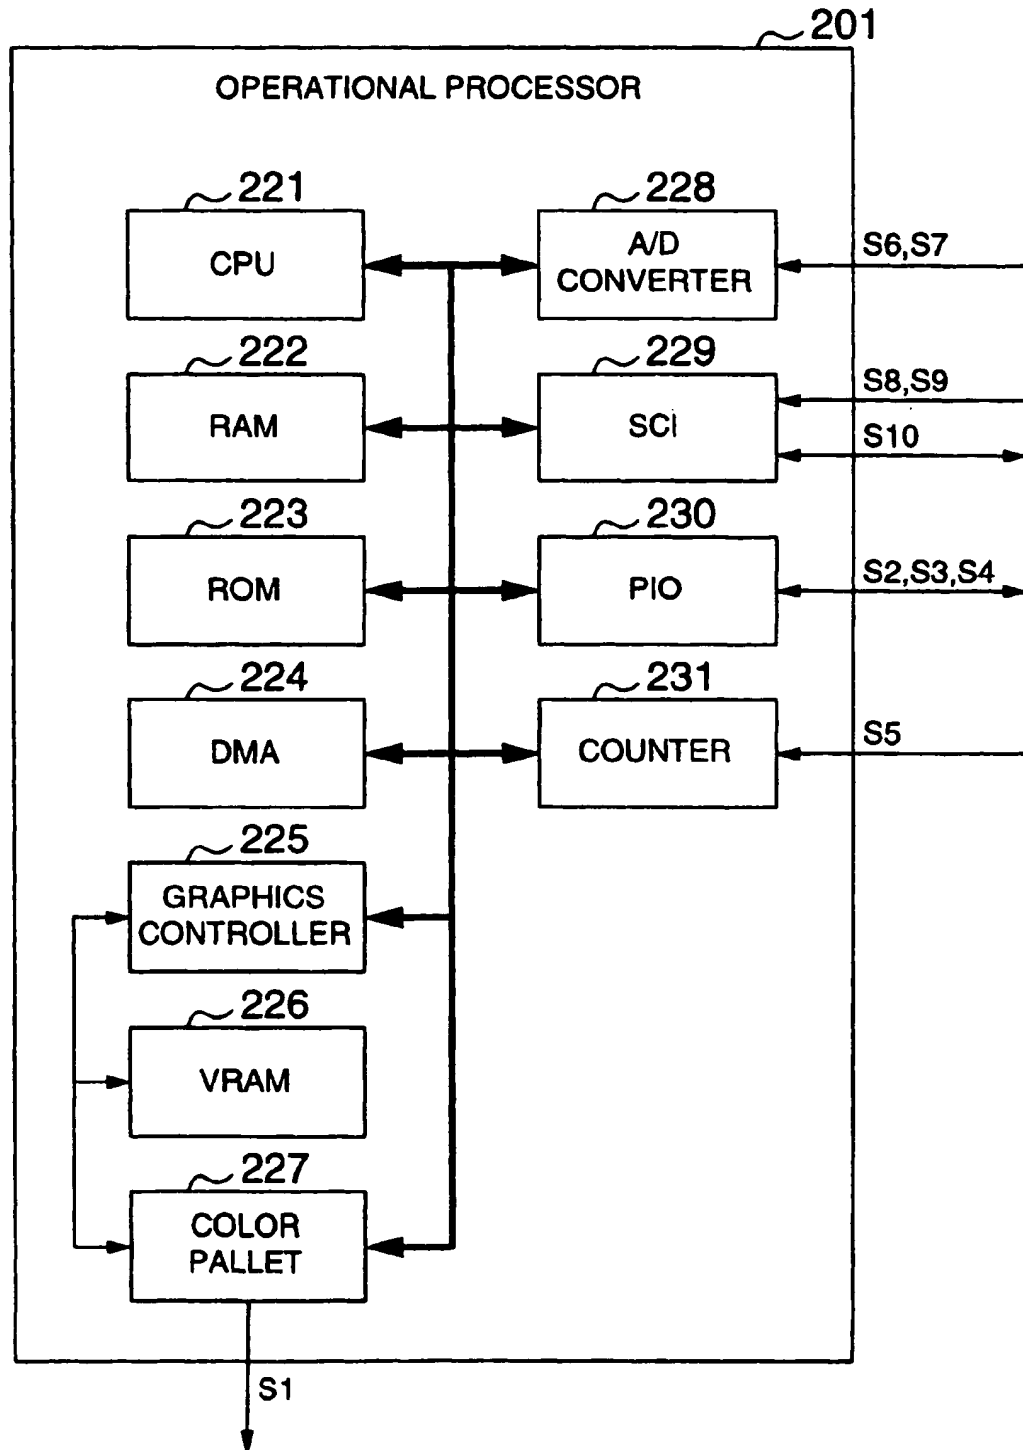 201
OPERATIONAL PROCESSOR
221
CPU
228
A/D
CONVERTER
S6,S7
222
RAM
229
SCI
S8,S9
S10
223
ROM
230
PIO
S2,S3,S4
224
DMA
231
COUNTER
S5
225
GRAPHICS
CONTROLLER
226
VRAM
227
COLOR
PALLET
S1